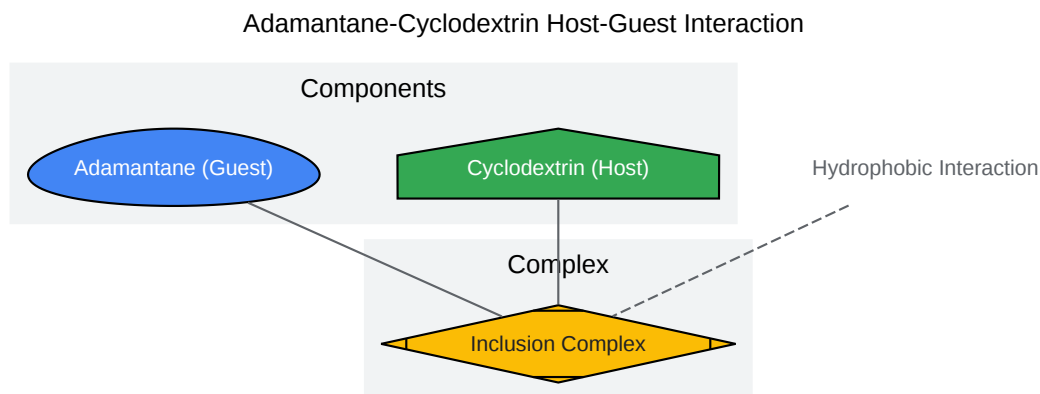 Adamantane-Cyclodextrin Host-Guest Interaction
Components
Adamantane (Guest)
Cyclodextrin (Host)
Hydrophobic Interaction
Complex
Inclusion Complex